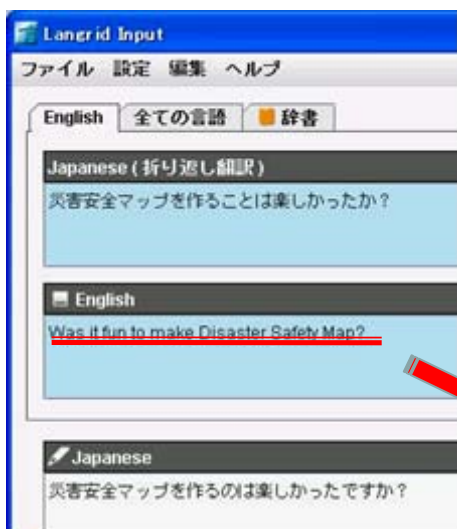 Langrid Input
ファイル 設定 編集 ヘルプ
English 全ての言語 辞書
Japanese (折り返し翻訳)
災害安全マップを作ることは楽しかったか?
English
Was it fun to make Disaster Safety Map?
Japanese
災害安全マップを作るのは楽しかったですか?